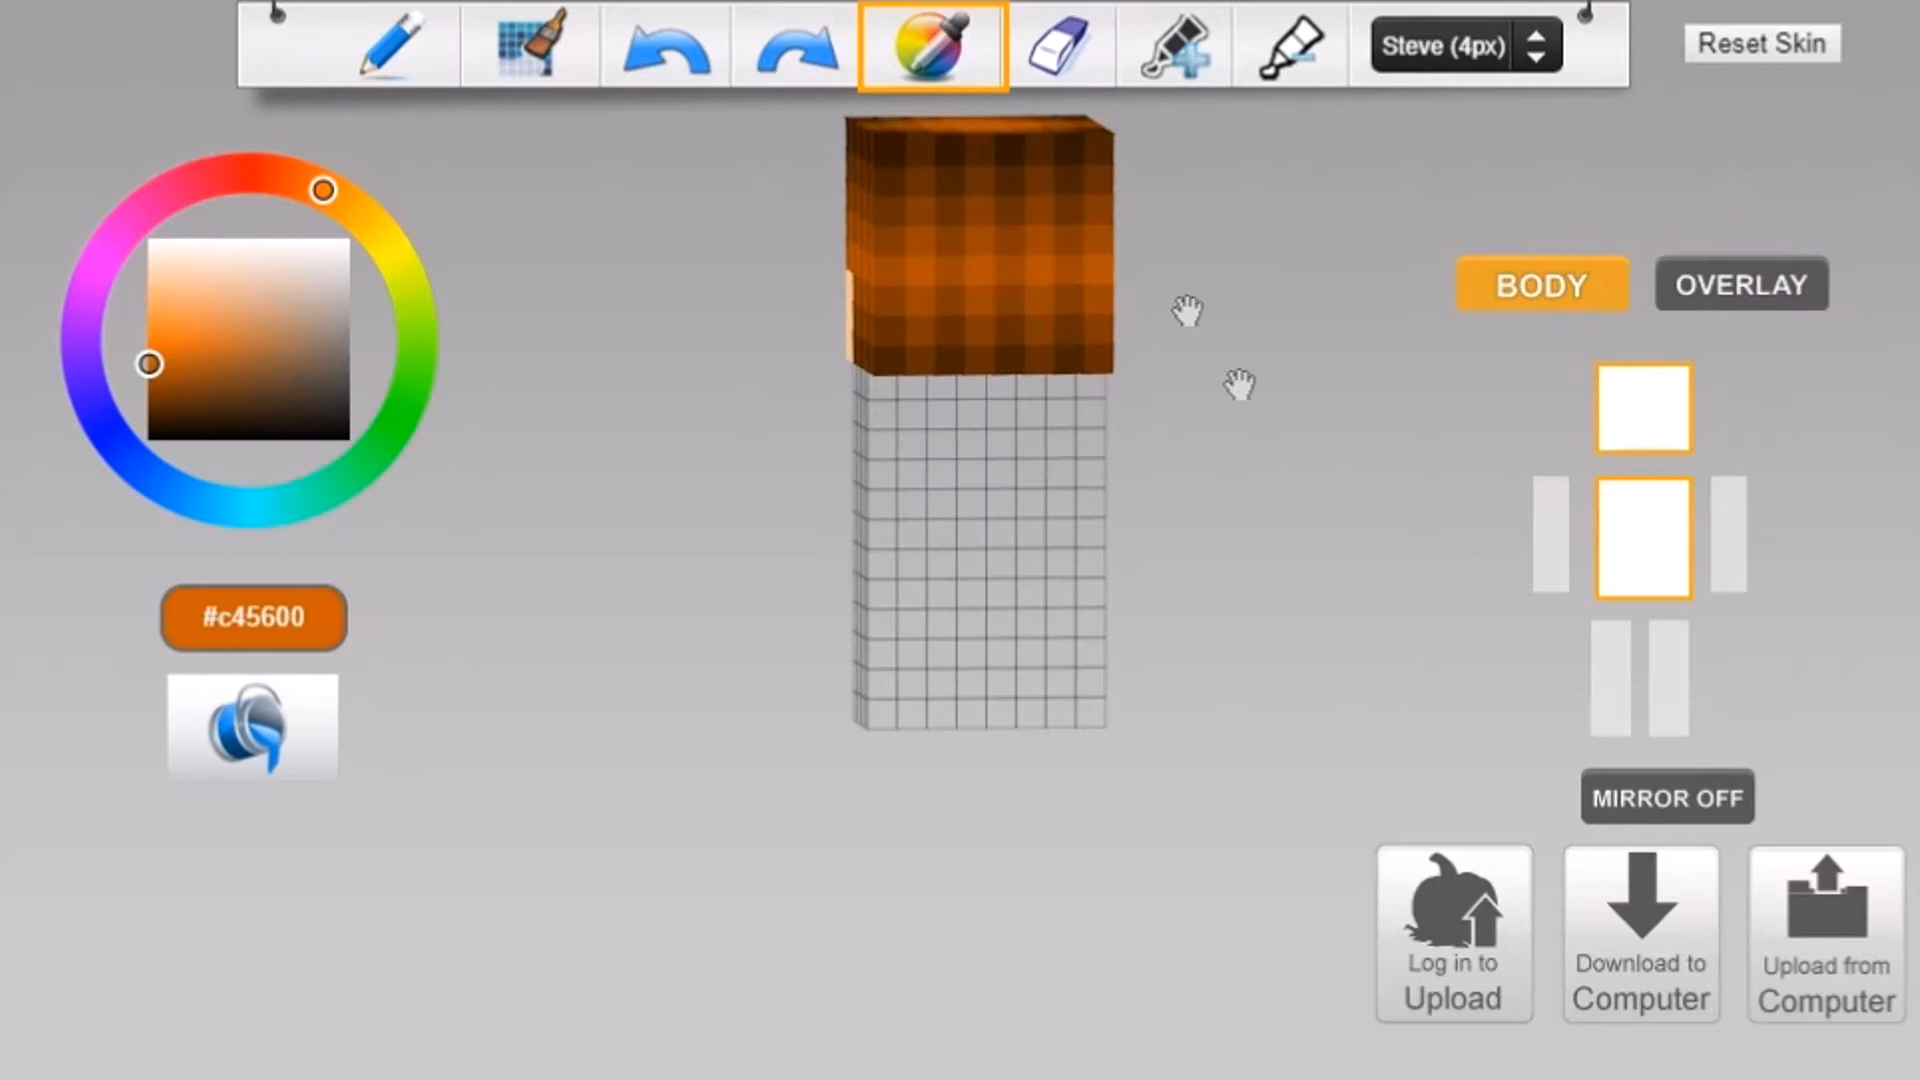 Steve (4px)
Reset Skin
BODY
OVERLAY
#c45600
MIRROR OFF
Log in to
Upload
Download to
Computer
Upload from
Computer